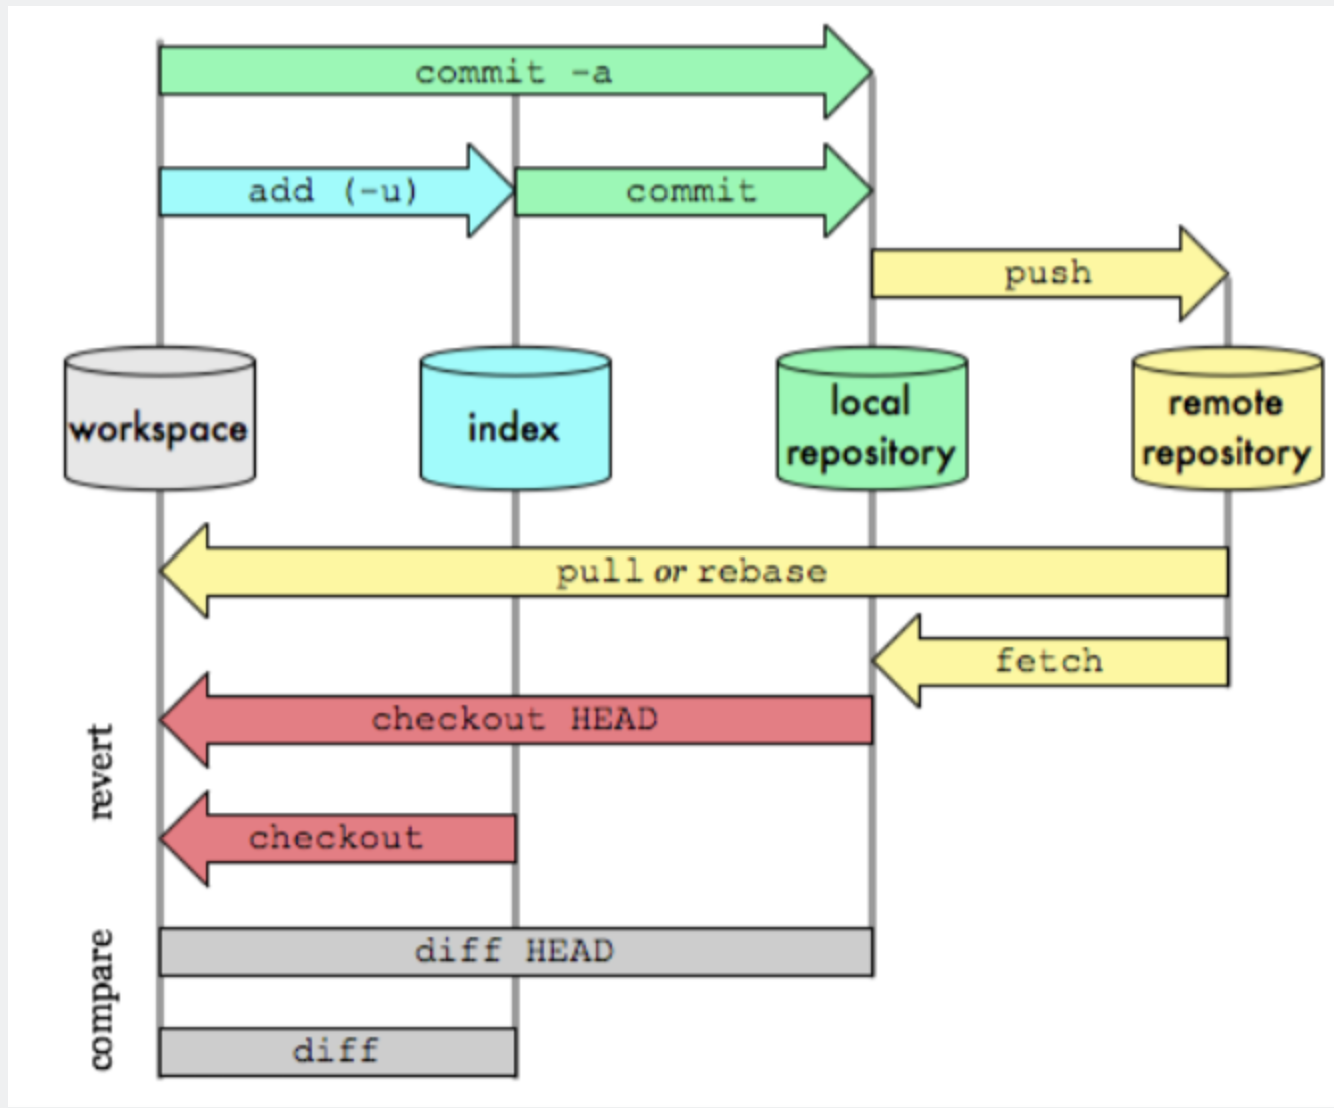 commit -a
add (-u)
commit
push
workspace
index
local
repository
remote
repository
pull or rebase
fetch
revert
checkout HEAD
checkout
compare
diff HEAD
diff